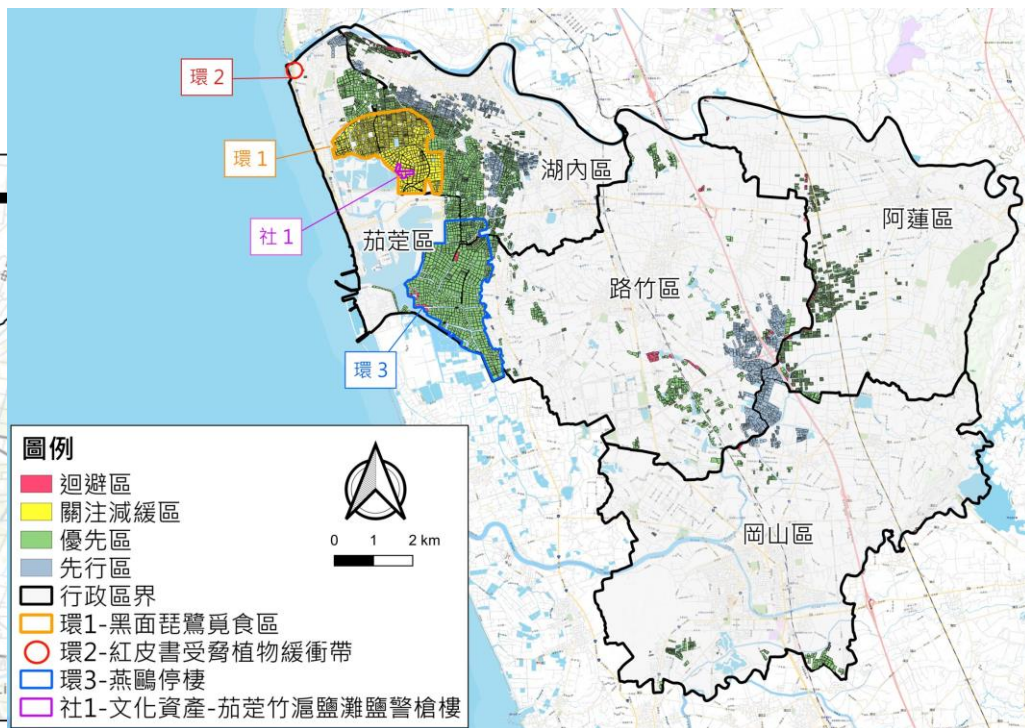 環 2
環 1
社 1
環 3
湖內區
茄萣區
阿蓮區
路竹區
岡山區
圖例
迴避區
關注減緩區
優先區
先行區
行政區界
環1-黑面琵鷺覓食區
環2-紅皮書受脅植物緩衝帶
環3-燕鷗停棲
社1-文化資產-茄萣竹滬鹽灘鹽警槍樓
0 1 2 km